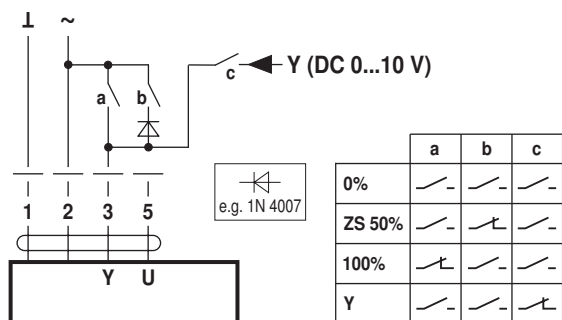 ⊥ ~
c Y (DC 0...10 V)
a b
e.g. 1N 4007
1 2 3 5
Y U
a b c
0%
ZS 50%
100%
Y